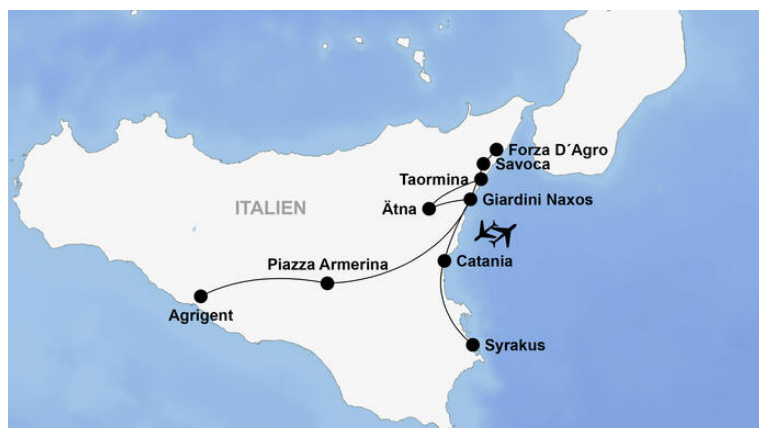 Forza D´Agro
Savoca
Taormina
Giardini Naxos
Ätna
ITALIEN
Catania
Piazza Armerina
Agrigent
Syrakus